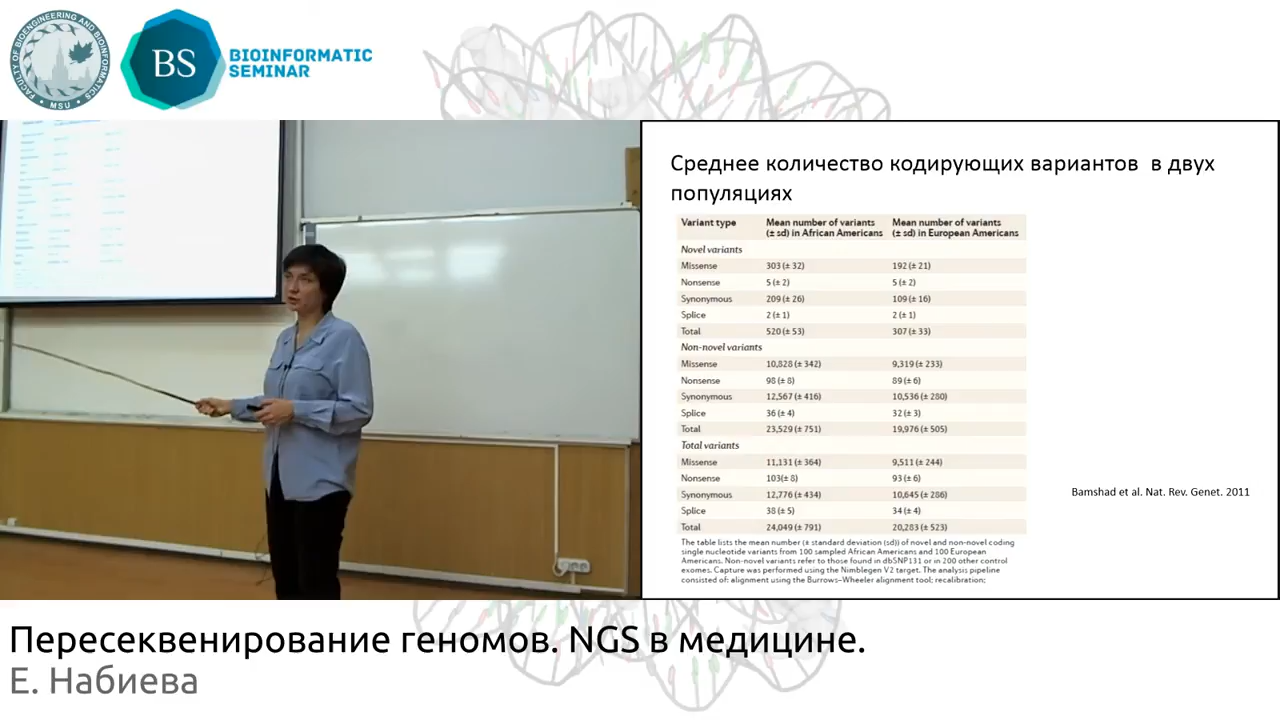 FACULTY OF BIOENGINEERING AND BIOINFORMATICS
• MSU •
BS
BIOINFORMATIC
SEMINAR
Среднее количество кодирующих вариантов в двух
популяциях
Variant type Mean number of variants (± sd) in African Americans Mean number of variants (± sd) in European Americans
Novel variants
Missense 303 (± 32) 192 (± 21)
Nonsense 5 (± 2) 5 (± 2)
Synonymous 209 (± 26) 109 (± 16)
Splice 2 (± 1) 2 (± 1)
Total 520 (± 53) 307 (± 33)
Non-novel variants
Missense 10,828 (± 342) 9,319 (± 233)
Nonsense 98 (± 8) 89 (± 6)
Synonymous 12,567 (± 416) 10,536 (± 280)
Splice 36 (± 4) 32 (± 3)
Total 23,529 (± 751) 19,976 (± 505)
Total variants
Missense 11,131 (± 364) 9,511 (± 244)
Nonsense 103(± 8) 93 (± 6)
Synonymous 12,776 (± 434) 10,645 (± 286)
Splice 38 (± 5) 34 (± 4)
Total 24,049 (± 791) 20,283 (± 523)
The table lists the mean number (± standard deviation (sd)) of novel and non-novel coding
single nucleotide variants from 100 sampled African Americans and 100 European
Americans. Non-novel variants refer to those found in dbSNP131 or in 200 other control
exomes. Capture was performed using the Nimblegen V2 target. The analysis pipeline
consisted of: alignment using the Burrows–Wheeler alignment tool; recalibration;
Bamshad et al. Nat. Rev. Genet. 2011
Пересеквенирование геномов. NGS в медицине.
Е. Набиева